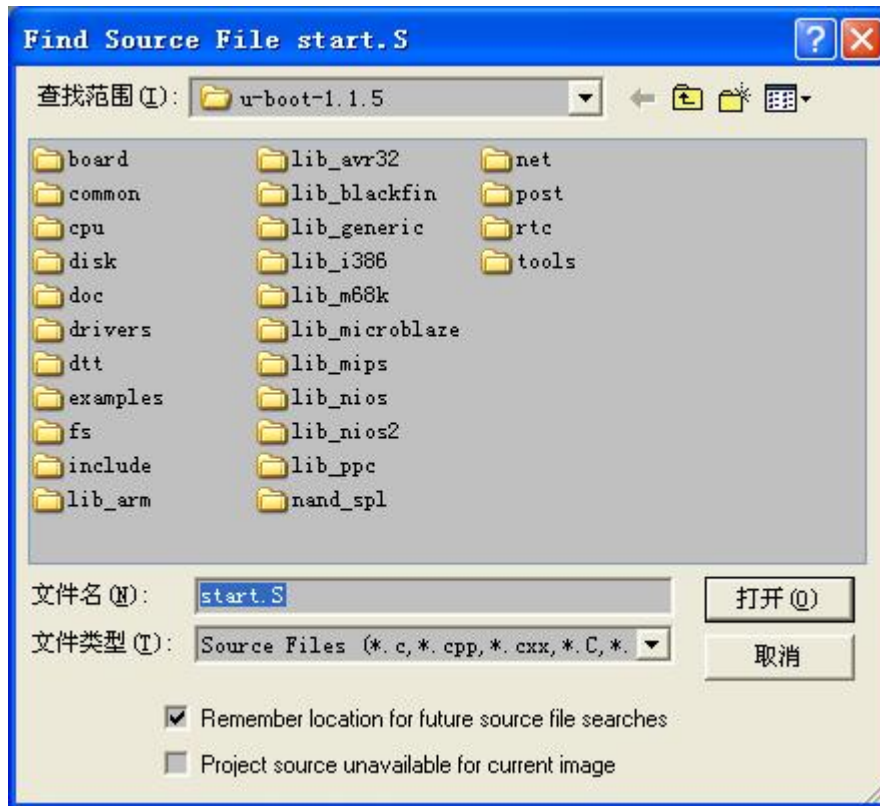 Find Source File start.S
查找范围(I): u-boot-1.1.5
board lib_avr32 net
common lib_blackfin post
cpu lib_generic rtc
disk lib_i386 tools
doc lib_m68k
drivers lib_microblaze
dtt lib_mips
examples lib_nios
fs lib_nios2
include lib_ppc
lib_arm nand_spl
文件名(N): start.S 打开(O)
文件类型(T): Source Files (*.c,*.cpp,*.cxx,*.C,*. 取消
Remember location for future source file searches
Project source unavailable for current image